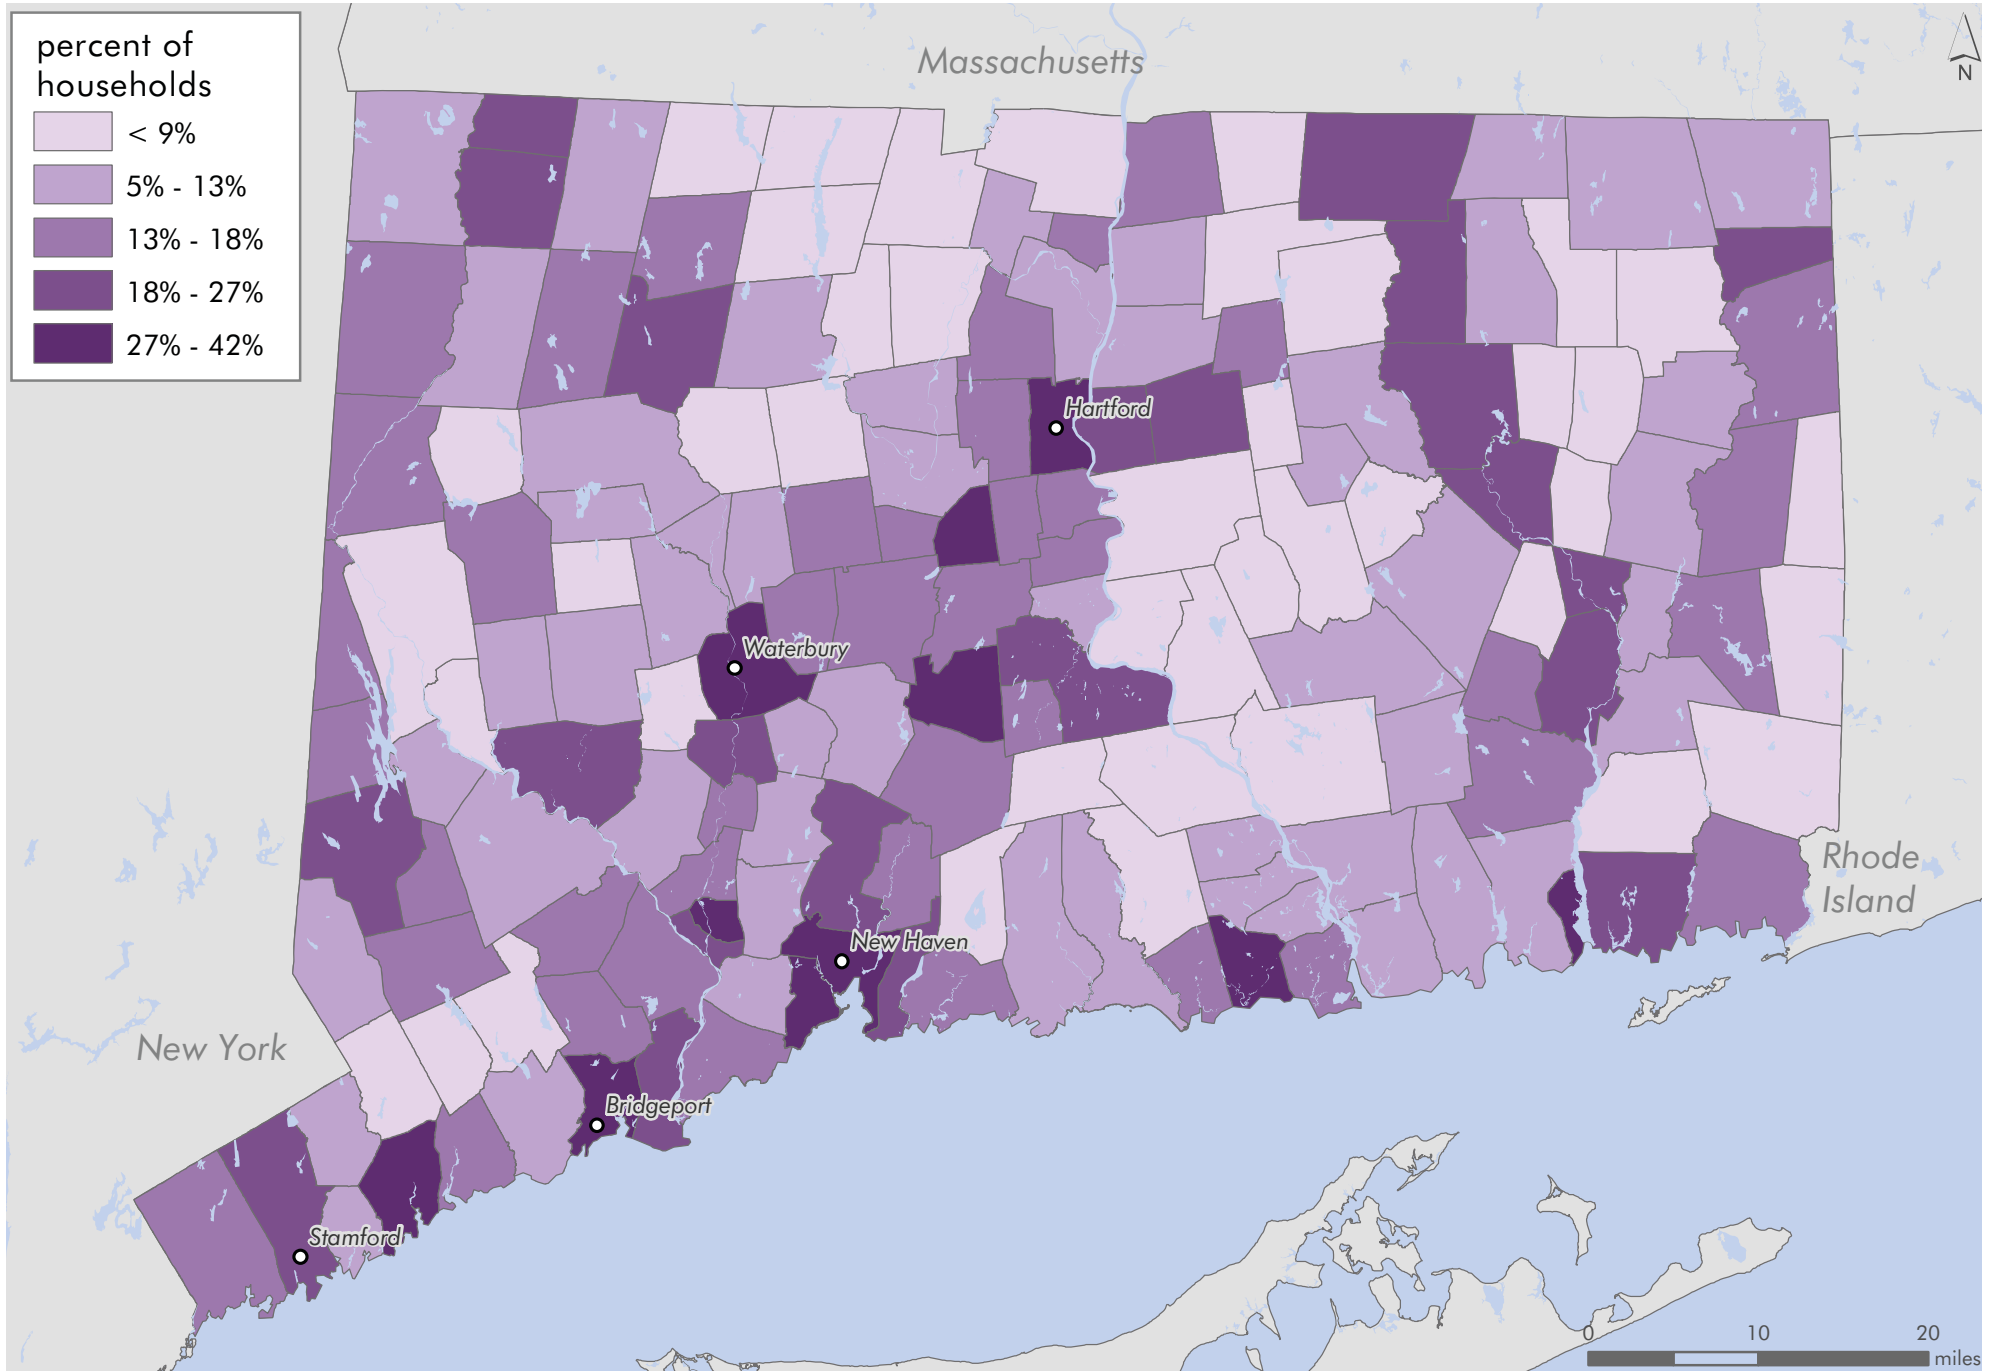 percent of
households
< 9%
5% - 13%
13% - 18%
18% - 27%
27% - 42%
Massachusetts
N
Hartford
Waterbury
Rhode
Island
New Haven
New York
Bridgeport
Stamford
0 10 20
miles